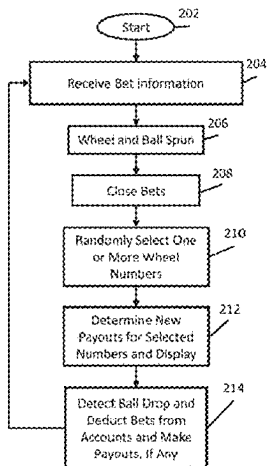 202
Start
204
Receive Bet Information
206
Wheel and Ball Spun
208
Close Bets
210
Randomly Select One
or More Wheel
Numbers
212
Determine New
Payouts for Selected
Numbers and Display
214
Detect Ball Drop and
Deduct Bets from
Accounts and Make
Payouts, If Any